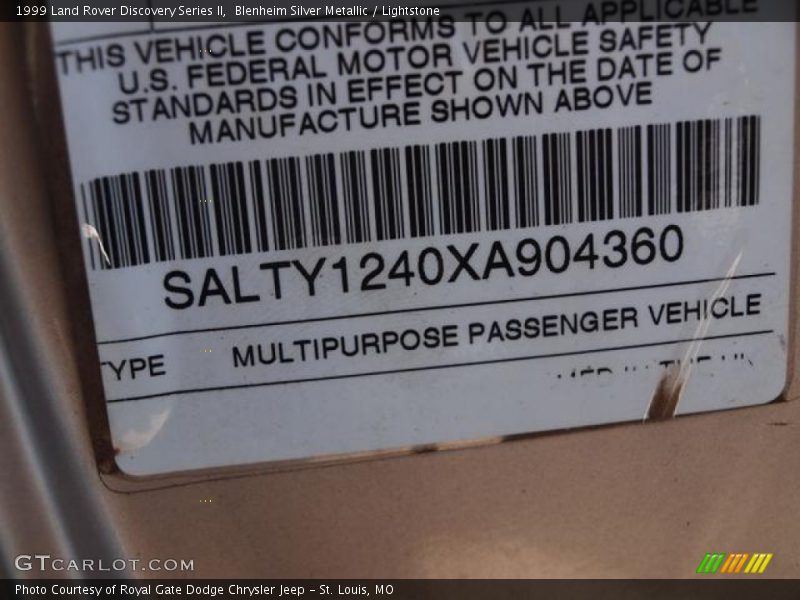 1999 Land Rover Discovery Series II, Blenheim Silver Metallic / Lightstone
THIS VEHICLE CONFORMS TO ALL APPLICABLE
U.S. FEDERAL MOTOR VEHICLE SAFETY
STANDARDS IN EFFECT ON THE DATE OF
MANUFACTURE SHOWN ABOVE
SALTY1240XA904360
TYPE MULTIPURPOSE PASSENGER VEHICLE
GTCARLOT.COM
Photo Courtesy of Royal Gate Dodge Chrysler Jeep – St. Louis, MO